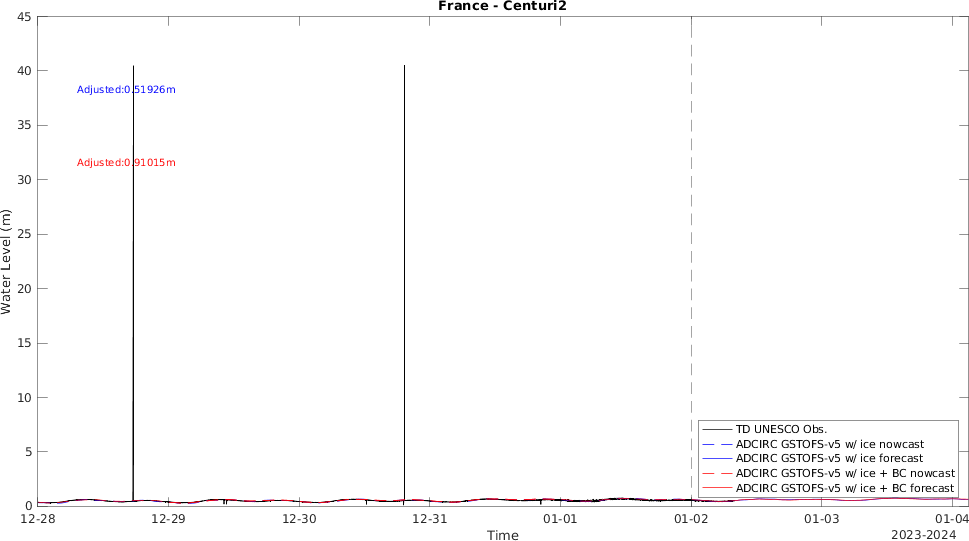 France - Centuri2
45
40
35
30
25
20
15
10
5
0
Water Level (m)
Adjusted:0.51926m
Adjusted:0.91015m
TD UNESCO Obs.
ADCIRC GSTOFS-v5 w/ ice nowcast
ADCIRC GSTOFS-v5 w/ ice forecast
ADCIRC GSTOFS-v5 w/ ice + BC nowcast
ADCIRC GSTOFS-v5 w/ ice + BC forecast
12-28 12-29 12-30 12-31 01-01 01-02 01-03 01-04
Time
2023-2024